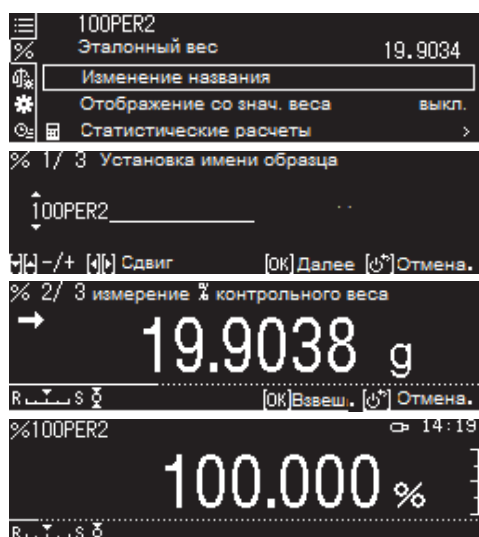 100PER2
% Эталонный вес 19.9034
Изменение названия
Отображение со знач. веса выкл.
Статистические расчеты >
% 1/ 3 Установка имени образца
100PER2
-/+ Сдвиг [OK]Далее Отмена.
% 2/ 3 измерение % контрольного веса
19.9038 g
R S [OK]Взвеш. Отмена.
%100PER2 14:19
100.000 %
R S